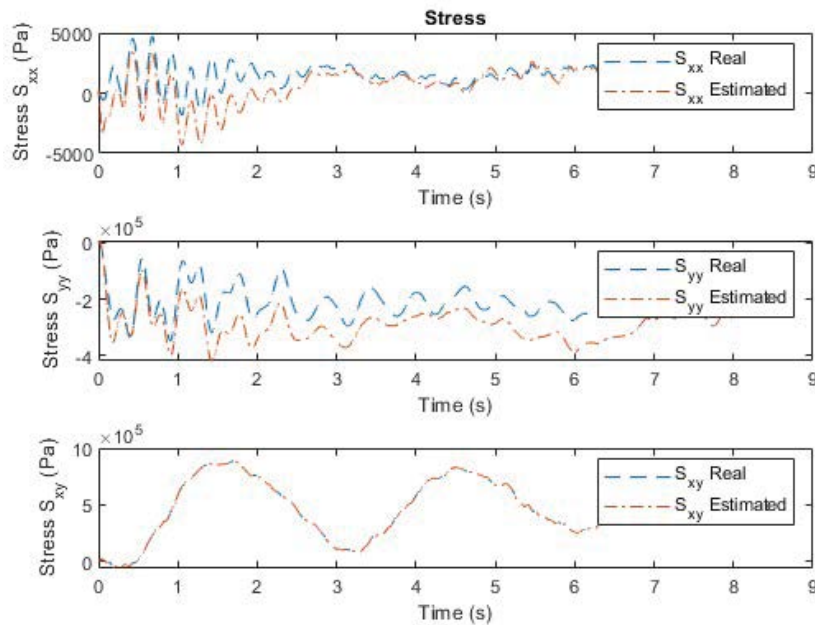 Stress
Stress S_xx (Pa)
5000
0
-5000
S_xx Real
S_xx Estimated
0 1 2 3 4 5 6 7 8 9
Time (s)
×10^5
Stress S_yy (Pa)
0
-2
-4
S_yy Real
S_yy Estimated
0 1 2 3 4 5 6 7 8 9
Time (s)
×10^5
Stress S_xy (Pa)
10
5
0
S_xy Real
S_xy Estimated
0 1 2 3 4 5 6 7 8 9
Time (s)